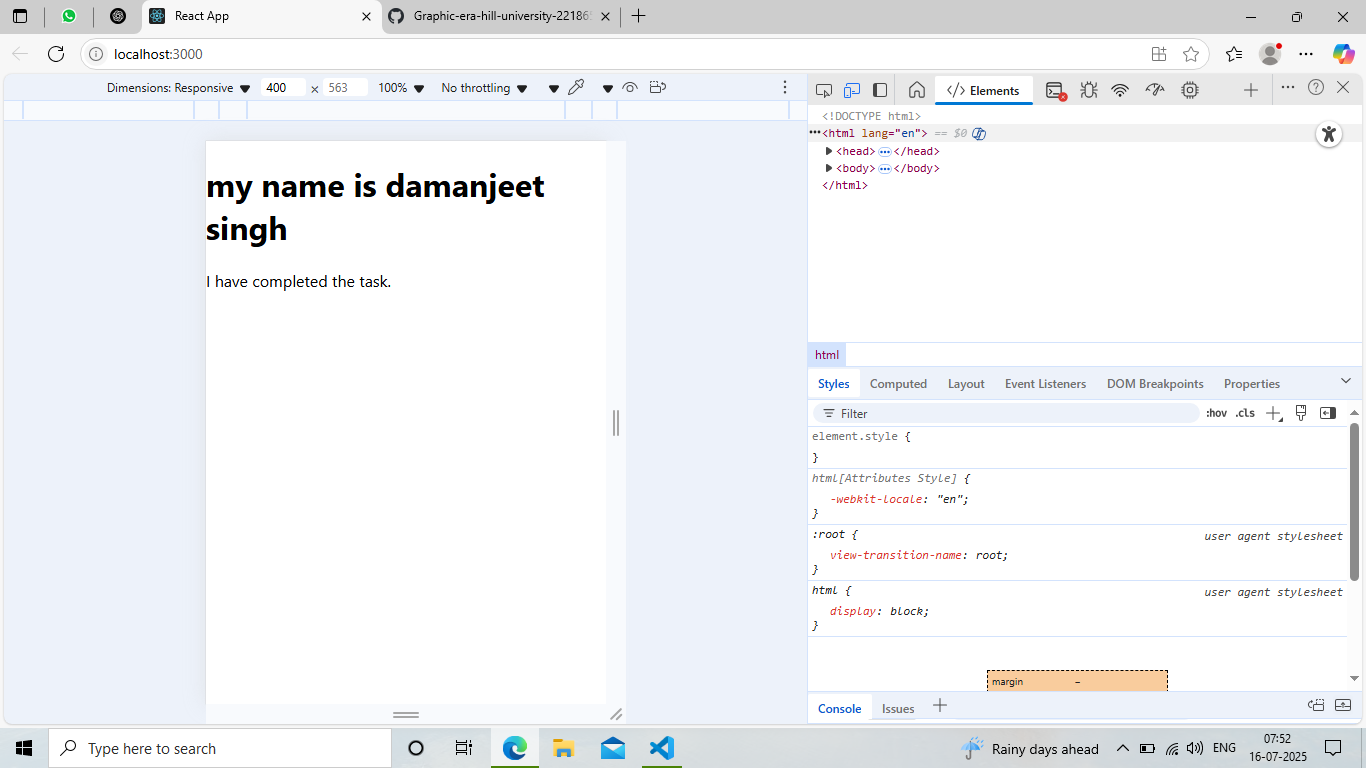 React App
Graphic-era-hill-university-22186
localhost:3000
Dimensions: Responsive 400 × 563 100% No throttling
Elements
<!DOCTYPE html>
<html lang="en"> == $0
<head> </head>
<body> </body>
</html>
my name is damanjeet
singh
I have completed the task.
html
Styles Computed Layout Event Listeners DOM Breakpoints Properties
Filter :hov .cls
element.style {
}
html[Attributes Style] {
-webkit-locale: "en";
}
:root { user agent stylesheet
view-transition-name: root;
}
html { user agent stylesheet
display: block;
}
margin –
Console Issues
Type here to search
Rainy days ahead ENG
07:52
16-07-2025